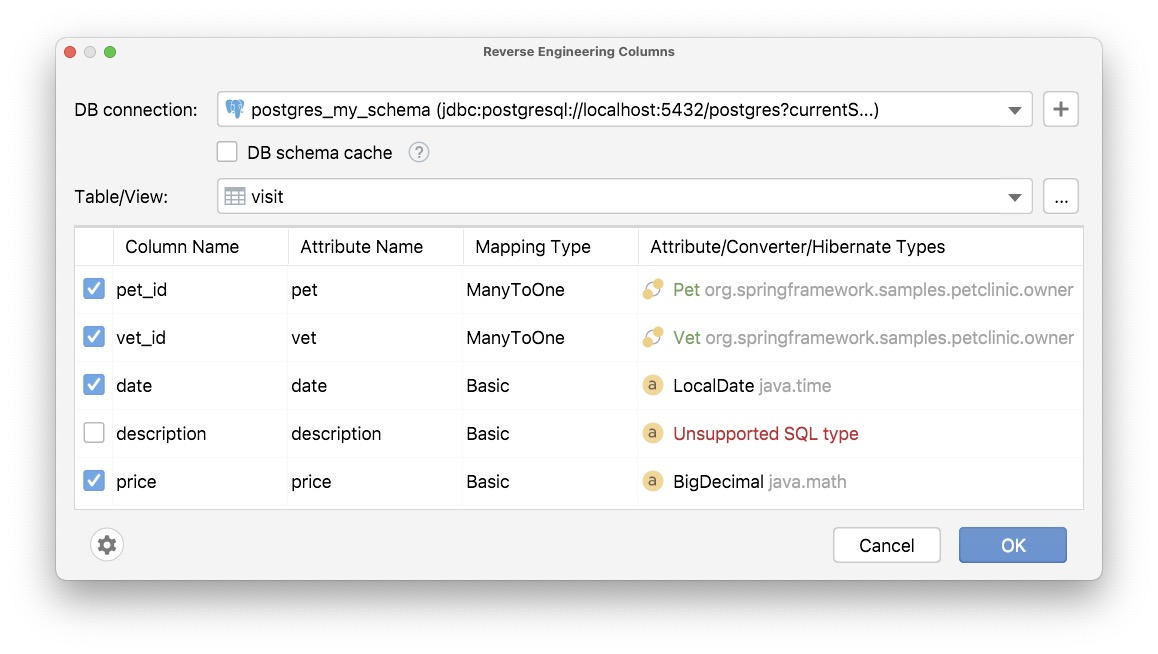 Reverse Engineering Columns
DB connection: postgres_my_schema (jdbc:postgresql://localhost:5432/postgres?currentS...) +
DB schema cache ?
Table/View: visit ...
Column Name Attribute Name Mapping Type Attribute/Converter/Hibernate Types
pet_id pet ManyToOne Pet org.springframework.samples.petclinic.owner
vet_id vet ManyToOne Vet org.springframework.samples.petclinic.owner
date date Basic a LocalDate java.time
description description Basic a Unsupported SQL type
price price Basic a BigDecimal java.math
Cancel OK